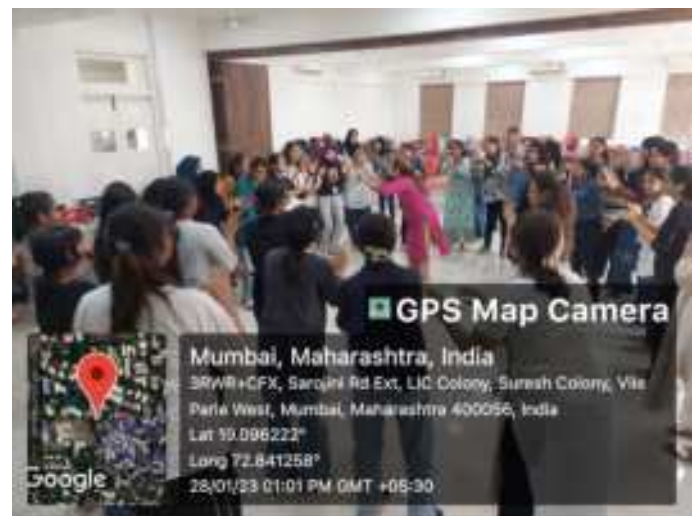 GPS Map Camera
Mumbai, Maharashtra, India
3RWR+CFX, Sarojini Rd Ext, LIC Colony, Suresh Colony, Vile
Parle West, Mumbai, Maharashtra 400056, India
Lat 19.096222°
Long 72.841258°
28/01/23 01:01 PM GMT +05:30
Google